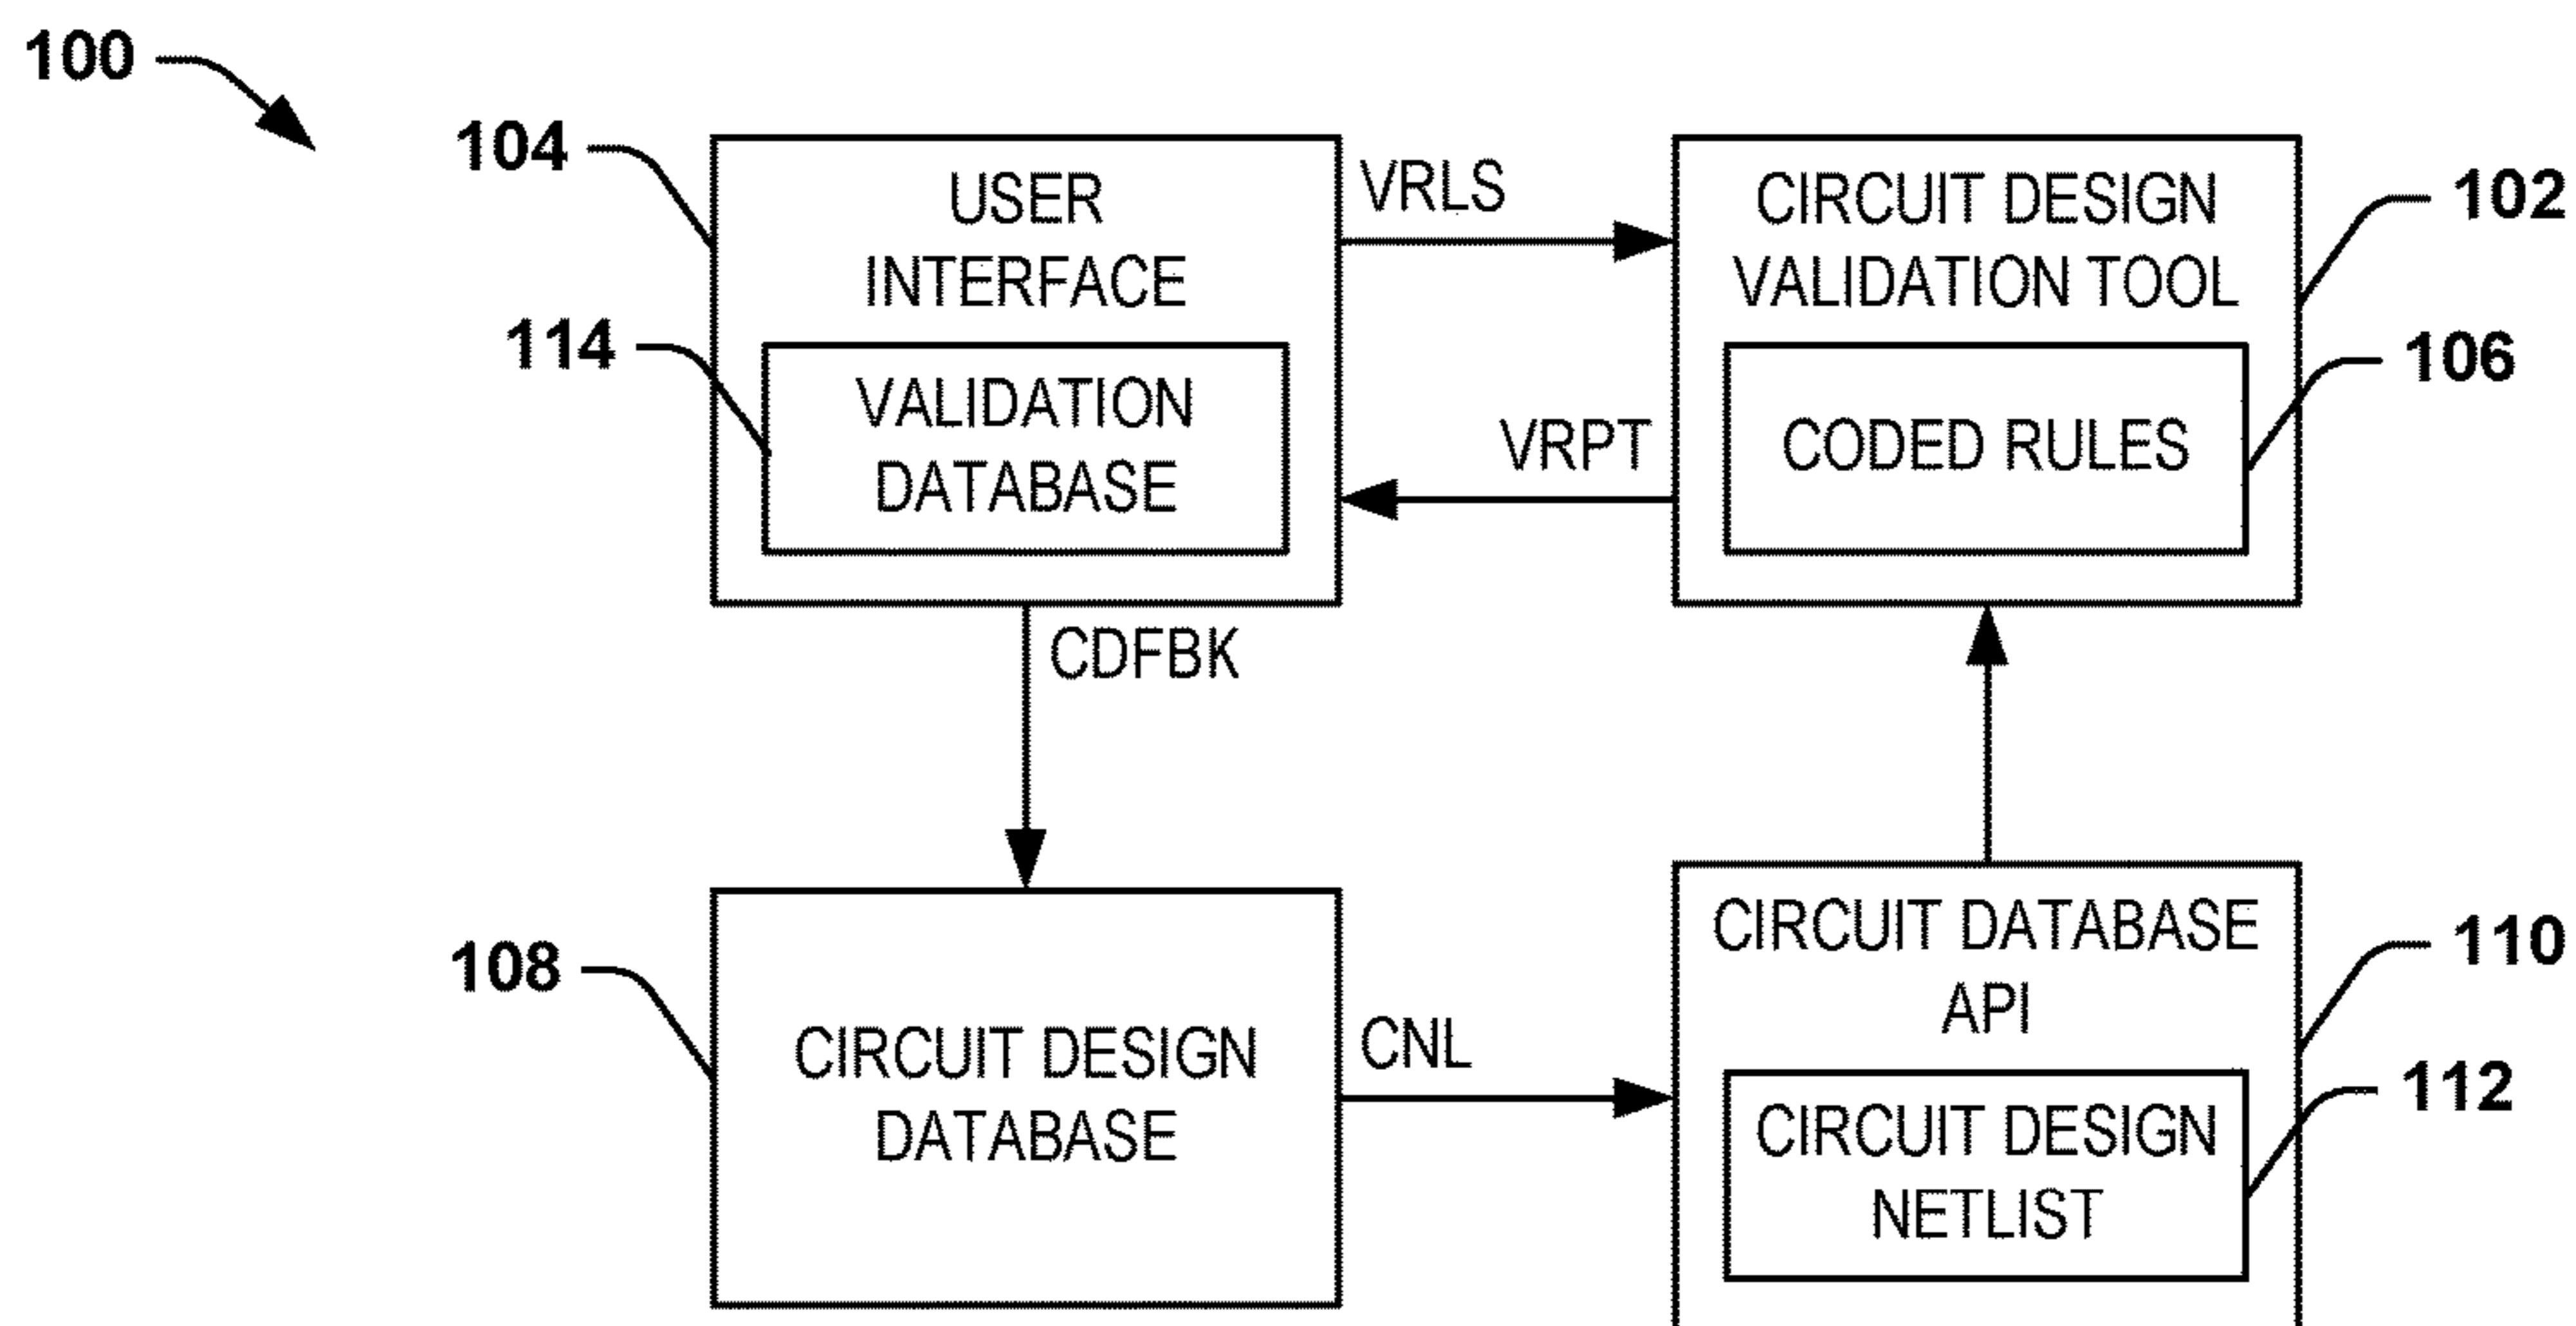 100
104
USER
INTERFACE
114
VALIDATION
DATABASE
VRLS
VRPT
CIRCUIT DESIGN
VALIDATION TOOL
102
CODED RULES
106
CDFBK
108
CIRCUIT DESIGN
DATABASE
CNL
CIRCUIT DATABASE
API
110
CIRCUIT DESIGN
NETLIST
112